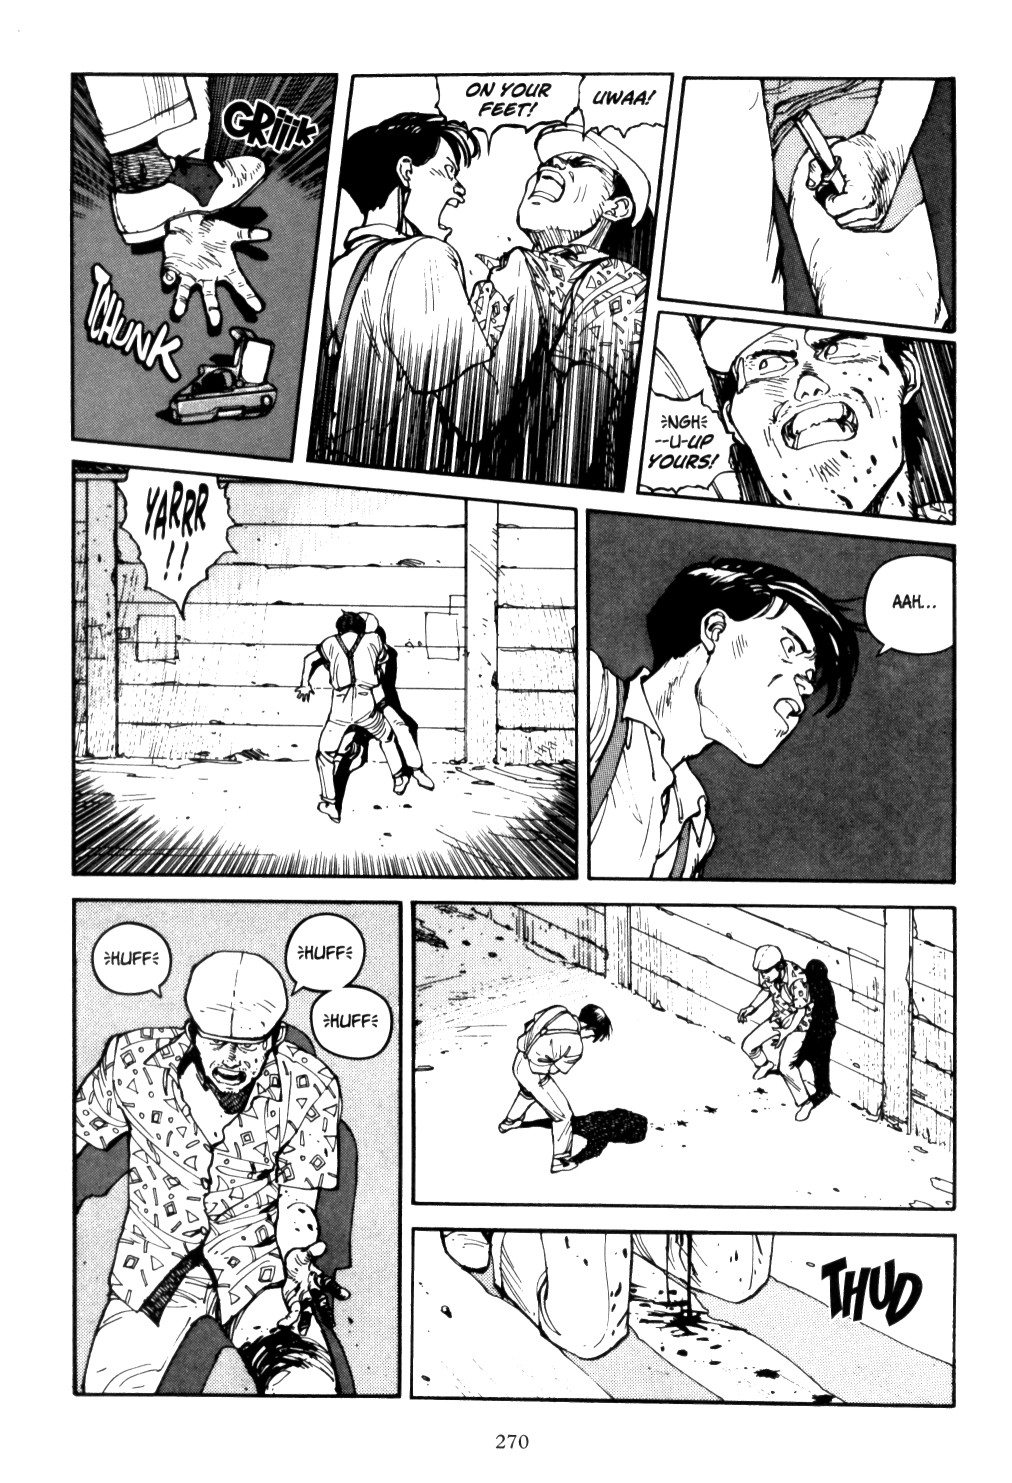 GRiiik
TCHUNK
ON YOUR
FEET!
UWAA!
NGH
--U-UP
YOURS!
YARRR
!!
AAH...
HUFF
HUFF
HUFF
THUD
270